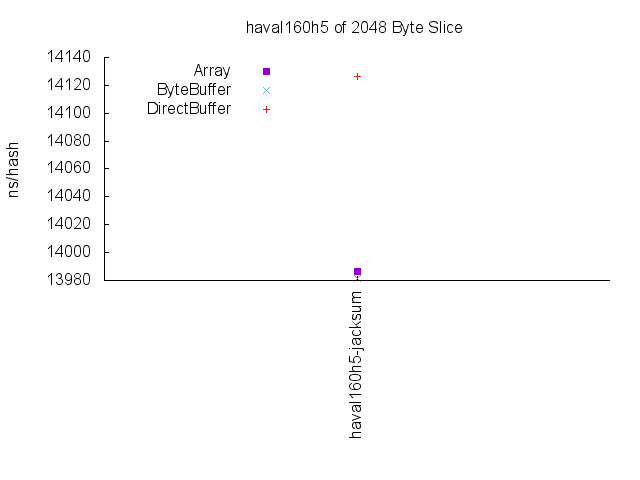 haval160h5 of 2048 Byte Slice
14140
14120
14100
14080
14060
14040
14020
14000
13980
ns/hash
Array
ByteBuffer
DirectBuffer
haval160h5-jacksum